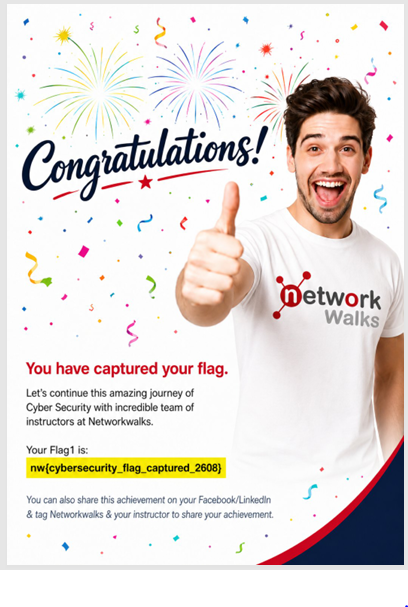 Congratulations!
network
Walks
You have captured your flag.
Let's continue this amazing journey of
Cyber Security with incredible team of
instructors at Networkwalks.
Your Flag1 is:
nw{cybersecurity_flag_captured_2608}
You can also share this achievement on your Facebook/LinkedIn
& tag Networkwalks & your instructor to share your achievement.